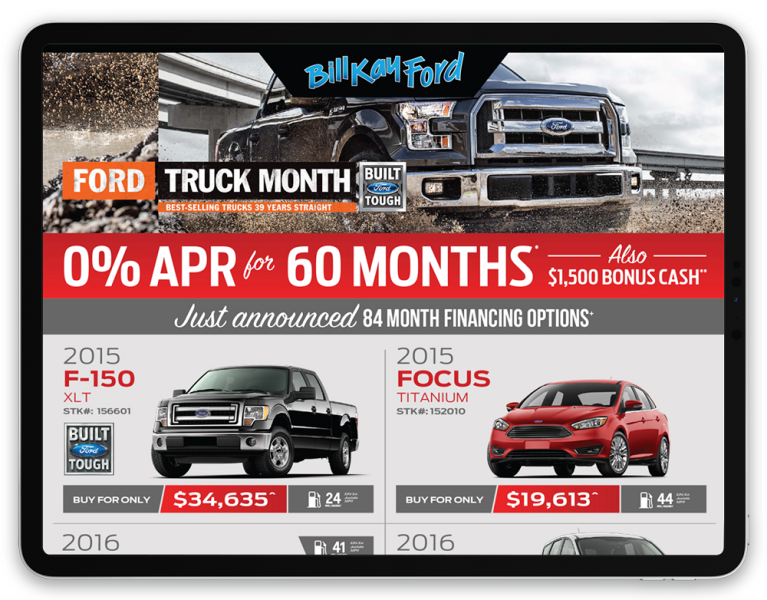 Bill Kay Ford
Ford
FORD TRUCK MONTH
BEST-SELLING TRUCKS 39 YEARS STRAIGHT
BUILT
Ford
TOUGH
0% APR for 60 MONTHS*
Also
$1,500 BONUS CASH**
Just announced 84 MONTH FINANCING OPTIONS+
2015
F-150
XLT
STK#: 156601
BUILT
Ford
TOUGH
BUY FOR ONLY $34,635^ 24
2015
FOCUS
TITANIUM
STK#: 152010
BUY FOR ONLY $19,613^ 44
2016
41
2016